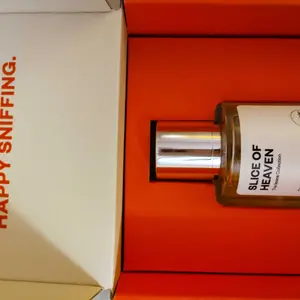 HAPPY SNIFFING.
SLICE OF
HEAVEN